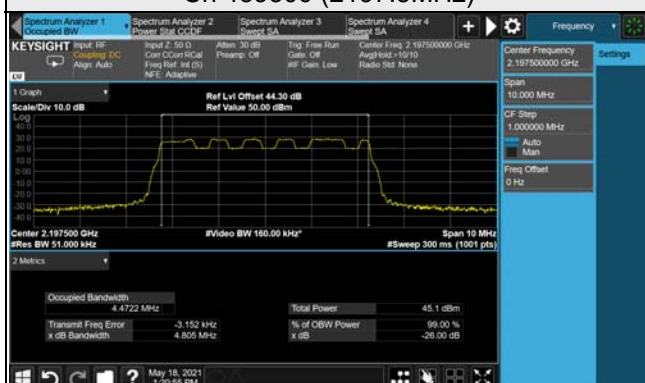 Spectrum Analyzer 1 Occupied BW
Spectrum Analyzer 2 Power Stat CCDF
Spectrum Analyzer 3 Swept SA
Spectrum Analyzer 4 Swept SA
Frequency
KEYSIGHT
Input: RF
Coupling: DC
Align: Auto
Input Z: 50 Ω
Corr CCorr RCal
Freq Ref: Int (S)
NFE: Adaptive
Atten: 30 dB
Preamp: Off
Trig: Free Run
Gate: Off
#IF Gain: Low
Center Freq: 2.197500000 GHz
Avg|Hold:>10/10
Radio Std: None
LXI
1 Graph
Scale/Div 10.0 dB
Ref Lvl Offset 44.30 dB
Ref Value 50.00 dBm
Log
40.0
30.0
20.0
10.0
0.00
-10.0
-20.0
-30.0
-40.0
Center 2.197500 GHz
#Video BW 160.00 kHz*
Span 10 MHz
#Res BW 51.000 kHz
#Sweep 300 ms (1001 pts)
2 Metrics
Occupied Bandwidth
4.4722 MHz
Total Power 45.1 dBm
Transmit Freq Error -3.152 kHz
% of OBW Power 99.00 %
x dB Bandwidth 4.805 MHz
x dB -26.00 dB
May 18, 2021
Center Frequency
2.197500000 GHz
Settings
Span
10.000 MHz
CF Step
1.000000 MHz
Auto
Man
Freq Offset
0 Hz